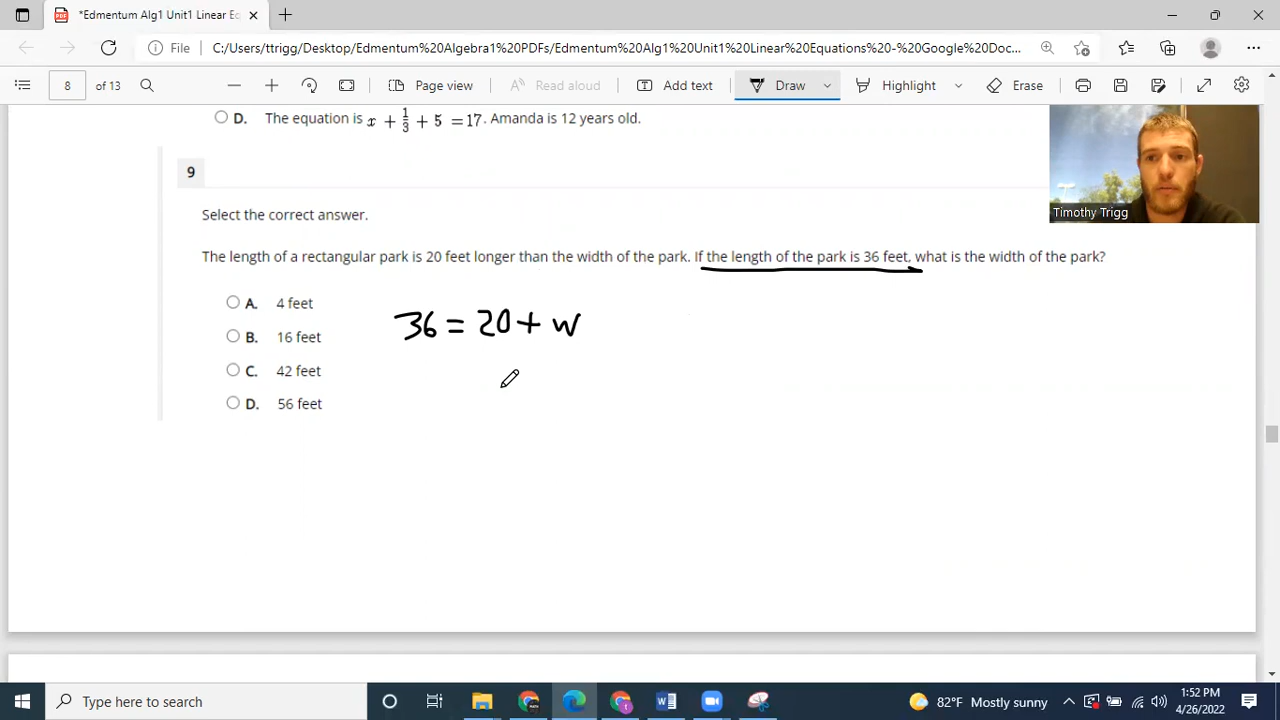 *Edmentum Alg1 Unit1 Linear Eq
File C:/Users/ttrigg/Desktop/Edmentum%20Algebra1%20PDFs/Edmentum%20Alg1%20Unit1%20Linear%20Equations%20-%20Google%20Doc...
8 of 13 Page view Read aloud Add text Draw Highlight Erase
D. The equation is x + 1/3 + 5 = 17. Amanda is 12 years old.
9
Timothy Trigg
Select the correct answer.
The length of a rectangular park is 20 feet longer than the width of the park. If the length of the park is 36 feet, what is the width of the park?
A. 4 feet
36 = 20 + w
B. 16 feet
C. 42 feet
D. 56 feet
Type here to search
82°F Mostly sunny
1:52 PM
4/26/2022